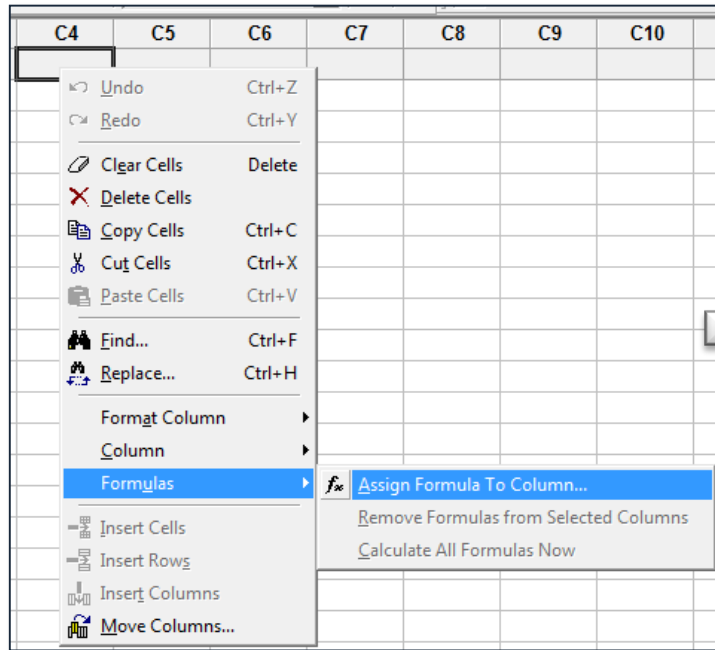 C4 C5 C6 C7 C8 C9 C10
Undo Ctrl+Z
Redo Ctrl+Y
Clear Cells Delete
Delete Cells
Copy Cells Ctrl+C
Cut Cells Ctrl+X
Paste Cells Ctrl+V
Find... Ctrl+F
Replace... Ctrl+H
Format Column
Column
Formulas
fx Assign Formula To Column...
Remove Formulas from Selected Columns
Calculate All Formulas Now
Insert Cells
Insert Rows
Insert Columns
Move Columns...